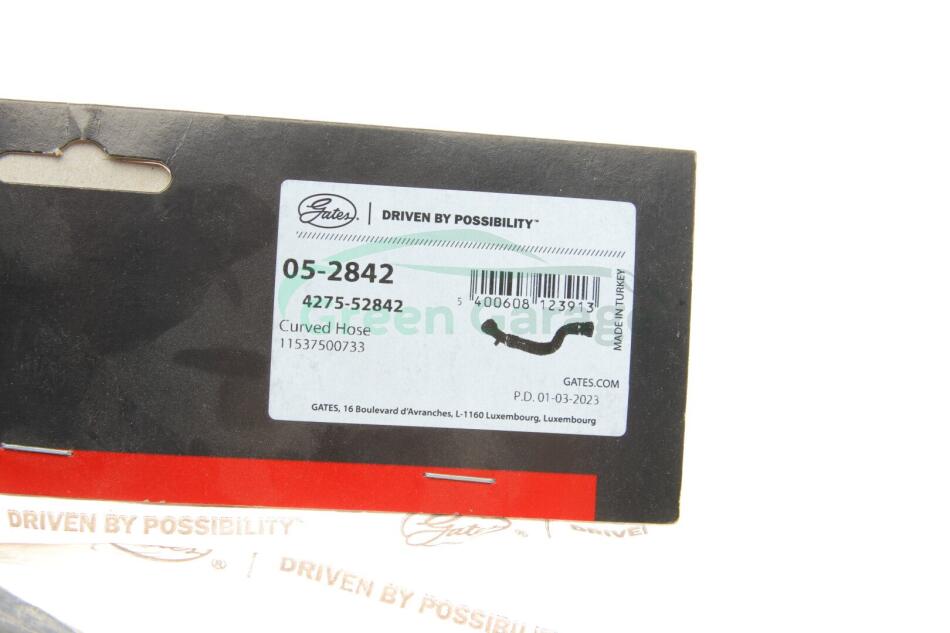 Gates. | DRIVEN BY POSSIBILITY™
05-2842
4275-52842
Curved Hose
11537500733
5 400608 123913
MADE IN TURKEY
Green Garage
GATES.COM
P.D. 01-03-2023
GATES, 16 Boulevard d'Avranches, L-1160 Luxembourg, Luxembourg
DRIVEN BY POSSIBILITY™
Gates ® |
® | DRIVEN BY POSSIBILI